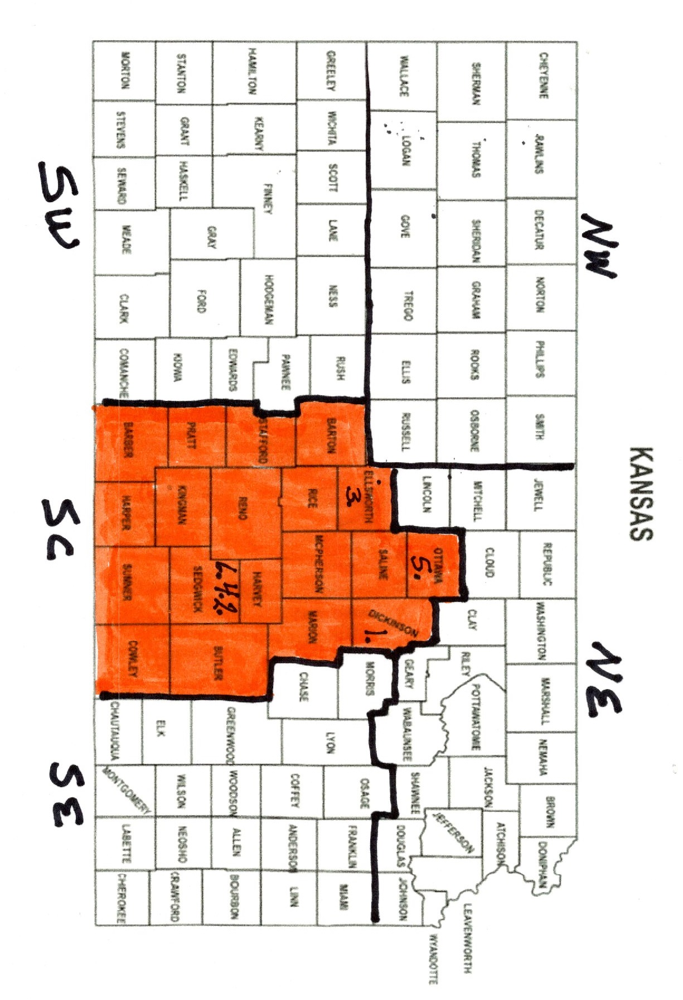 KANSAS
NW
NE
CHEYENNE
RAWLINS
DECATUR
NORTON
PHILLIPS
SMITH
JEWELL
REPUBLIC
WASHINGTON
MARSHALL
NEMAHA
BROWN
DONIPHAN
SHERMAN
THOMAS
SHERIDAN
GRAHAM
ROOKS
OSBORNE
MITCHELL
CLOUD
CLAY
RILEY
POTTAWATOMIE
JACKSON
ATCHISON
JEFFERSON
LEAVENWORTH
WYANDOTTE
WALLACE
LOGAN
GOVE
TREGO
ELLIS
RUSSELL
LINCOLN
OTTAWA
5.
DICKINSON
1.
GEARY
WABAUNSEE
SHAWNEE
DOUGLAS
JOHNSON
GREELEY
WICHITA
SCOTT
LANE
NESS
RUSH
BARTON
ELLSWORTH
3.
SALINE
MORRIS
OSAGE
FRANKLIN
MIAMI
RICE
MCPHERSON
MARION
CHASE
LYON
COFFEY
ANDERSON
LINN
HAMILTON
KEARNY
FINNEY
HODGEMAN
PAWNEE
STAFFORD
RENO
HARVEY
6. 4. 2.
SEDGWICK
BUTLER
GREENWOOD
WOODSON
ALLEN
BOURBON
STANTON
GRANT
HASKELL
GRAY
FORD
EDWARDS
KIOWA
PRATT
KINGMAN
ELK
WILSON
NEOSHO
CRAWFORD
MORTON
STEVENS
SEWARD
MEADE
CLARK
COMANCHE
BARBER
HARPER
SUMNER
COWLEY
CHAUTAUQUA
MONTGOMERY
LABETTE
CHEROKEE
SW
SC
SE